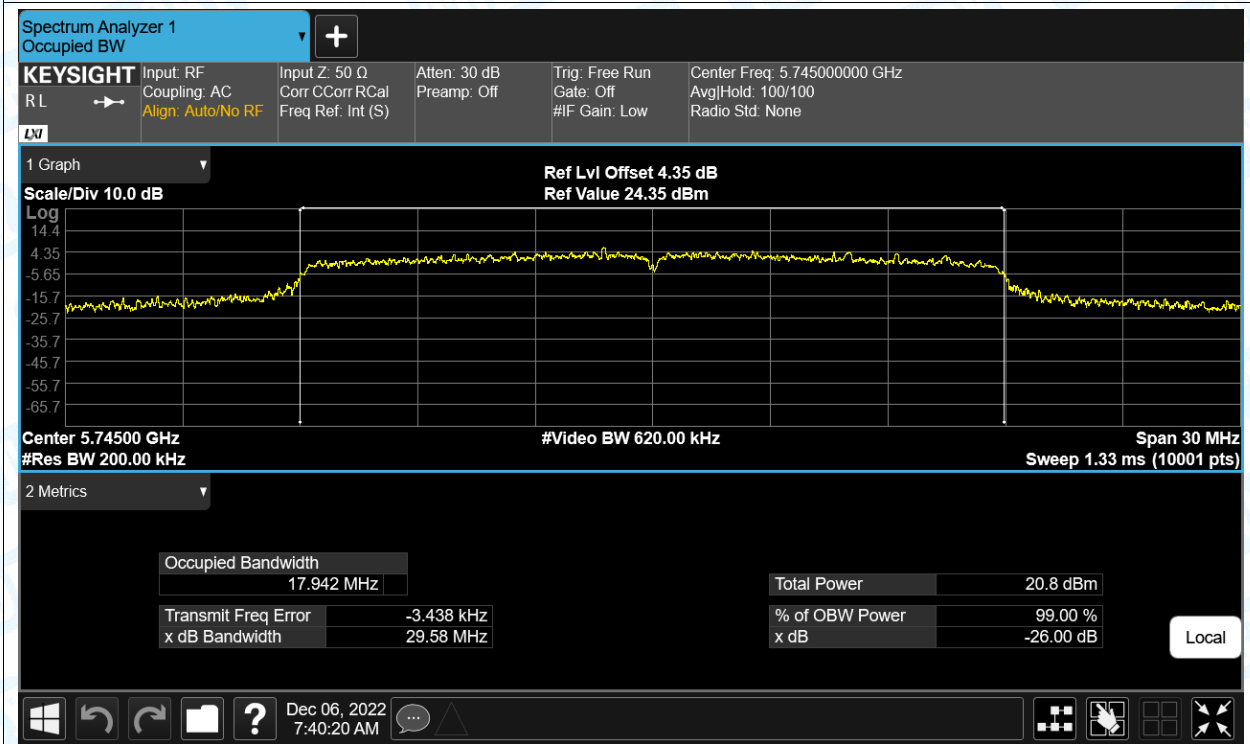 Spectrum Analyzer 1
Occupied BW
KEYSIGHT
R L
LXI
Input: RF
Coupling: AC
Align: Auto/No RF
Input Z: 50 Ω
Corr CCorr RCal
Freq Ref: Int (S)
Atten: 30 dB
Preamp: Off
Trig: Free Run
Gate: Off
#IF Gain: Low
Center Freq: 5.745000000 GHz
Avg|Hold: 100/100
Radio Std: None
1 Graph
Scale/Div 10.0 dB
Ref Lvl Offset 4.35 dB
Ref Value 24.35 dBm
Log
14.4
4.35
-5.65
-15.7
-25.7
-35.7
-45.7
-55.7
-65.7
Center 5.74500 GHz
#Res BW 200.00 kHz
#Video BW 620.00 kHz
Span 30 MHz
Sweep 1.33 ms (10001 pts)
2 Metrics
Occupied Bandwidth
17.942 MHz
Transmit Freq Error -3.438 kHz
x dB Bandwidth 29.58 MHz
Total Power 20.8 dBm
% of OBW Power 99.00 %
x dB -26.00 dB
Local
?
Dec 06, 2022
7:40:20 AM